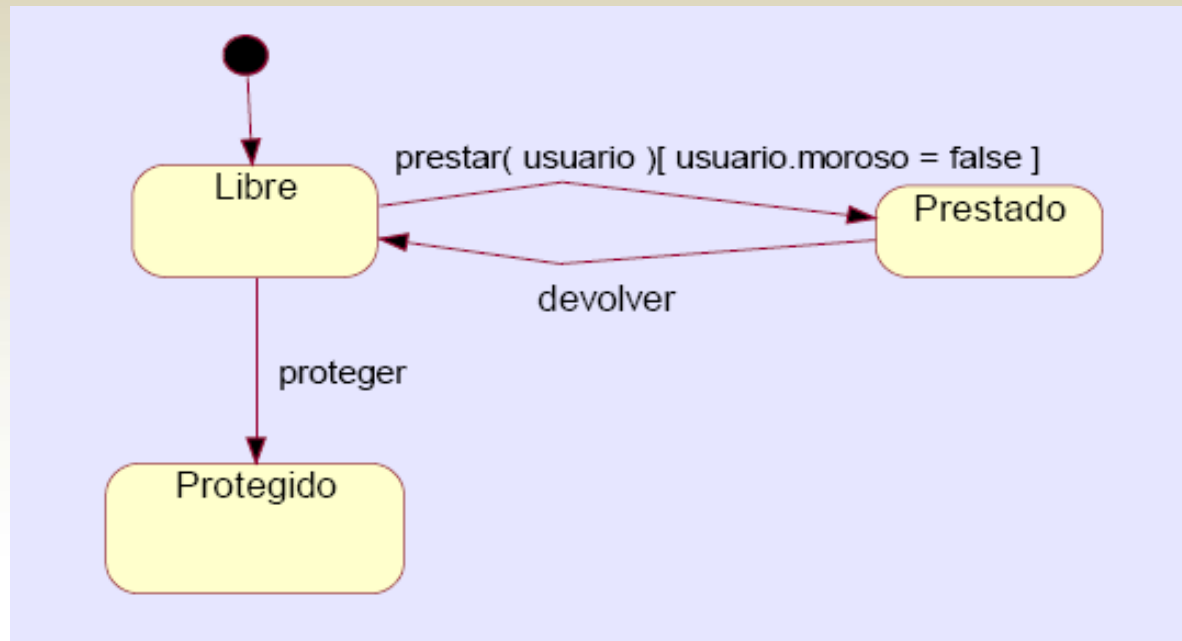 prestar( usuario )[ usuario.moroso = false ]
Libre
Prestado
devolver
proteger
Protegido